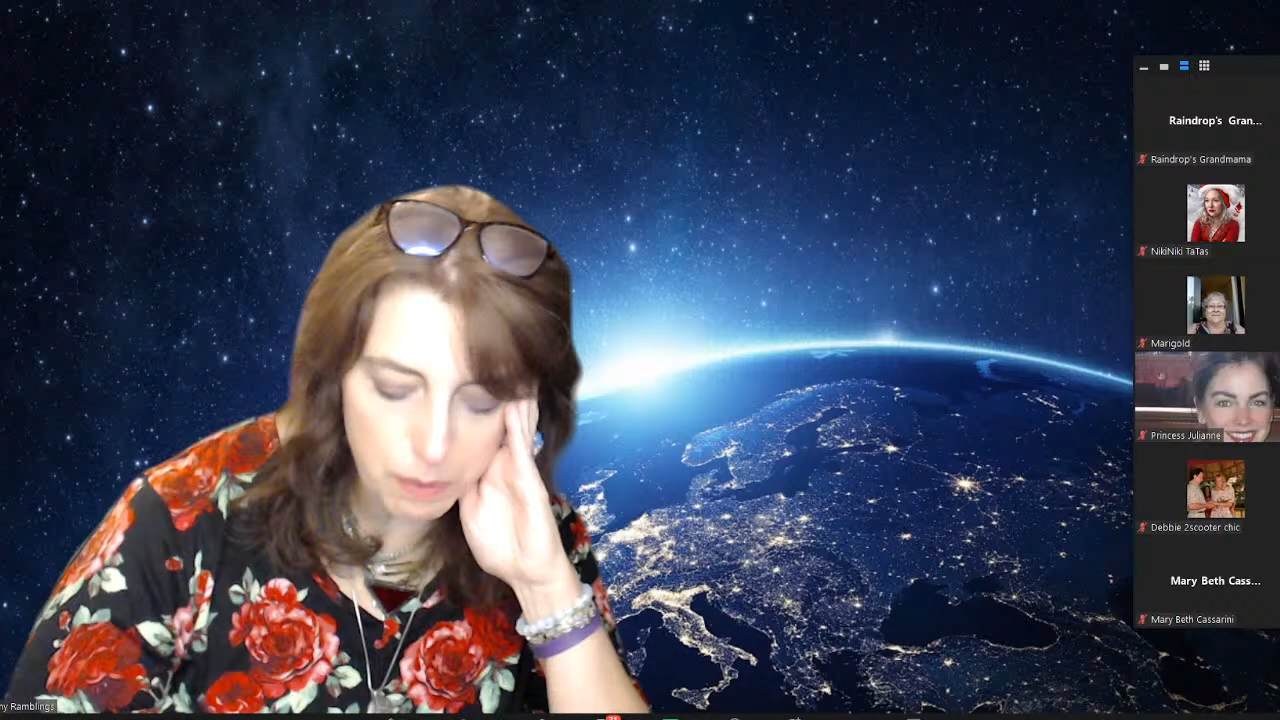 Raindrop's Gran...
Raindrop's Grandmama
NikiNiki TaTas
Marigold
Princess Julianne
Debbie 2scooter chic
Mary Beth Cass...
Mary Beth Cassarini
ny Ramblings